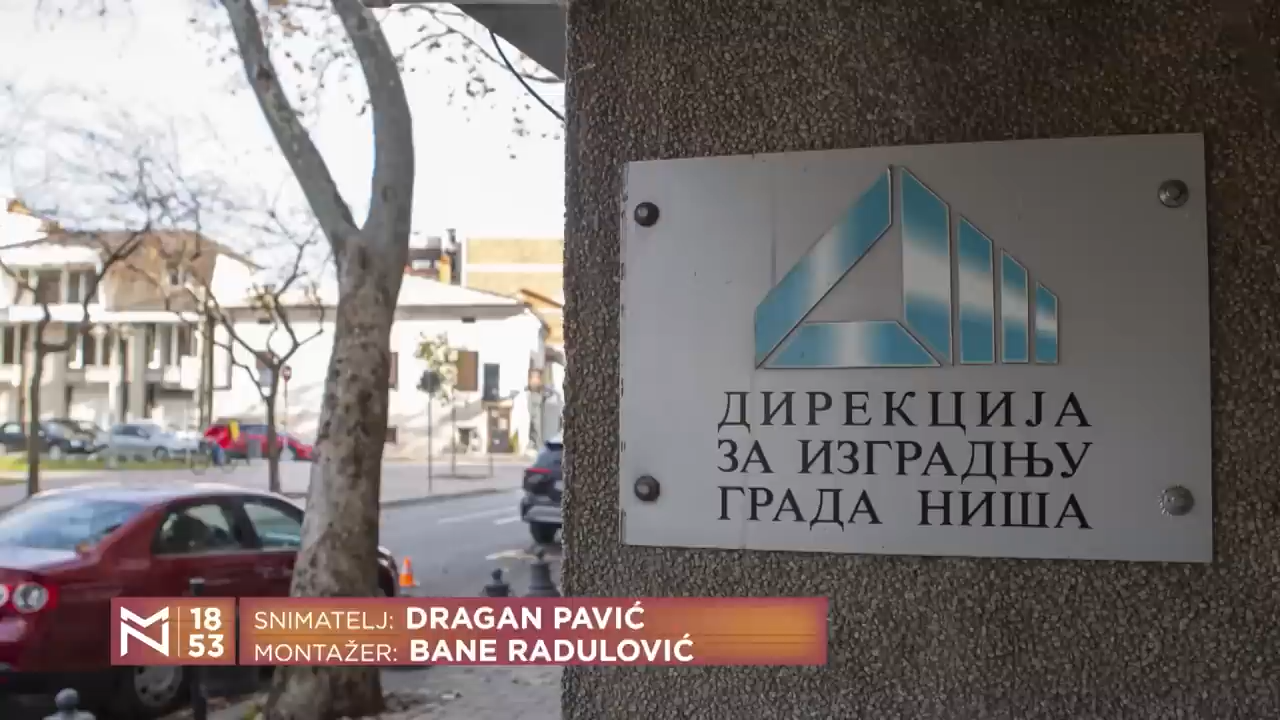 ДИРЕКЦИЈА
ЗА ИЗГРАДЊУ
ГРАДА НИША
18
53
SNIMATELJ: DRAGAN PAVIĆ
MONTAŽER: BANE RADULOVIĆ